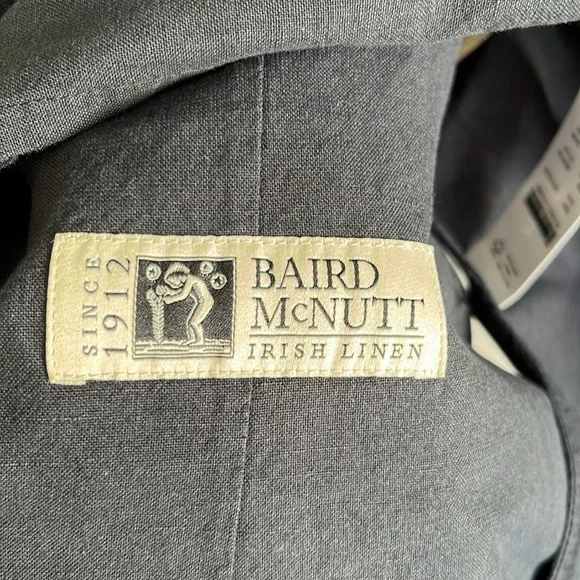 SINCE
1912
BAIRD
McNUTT
IRISH LINEN